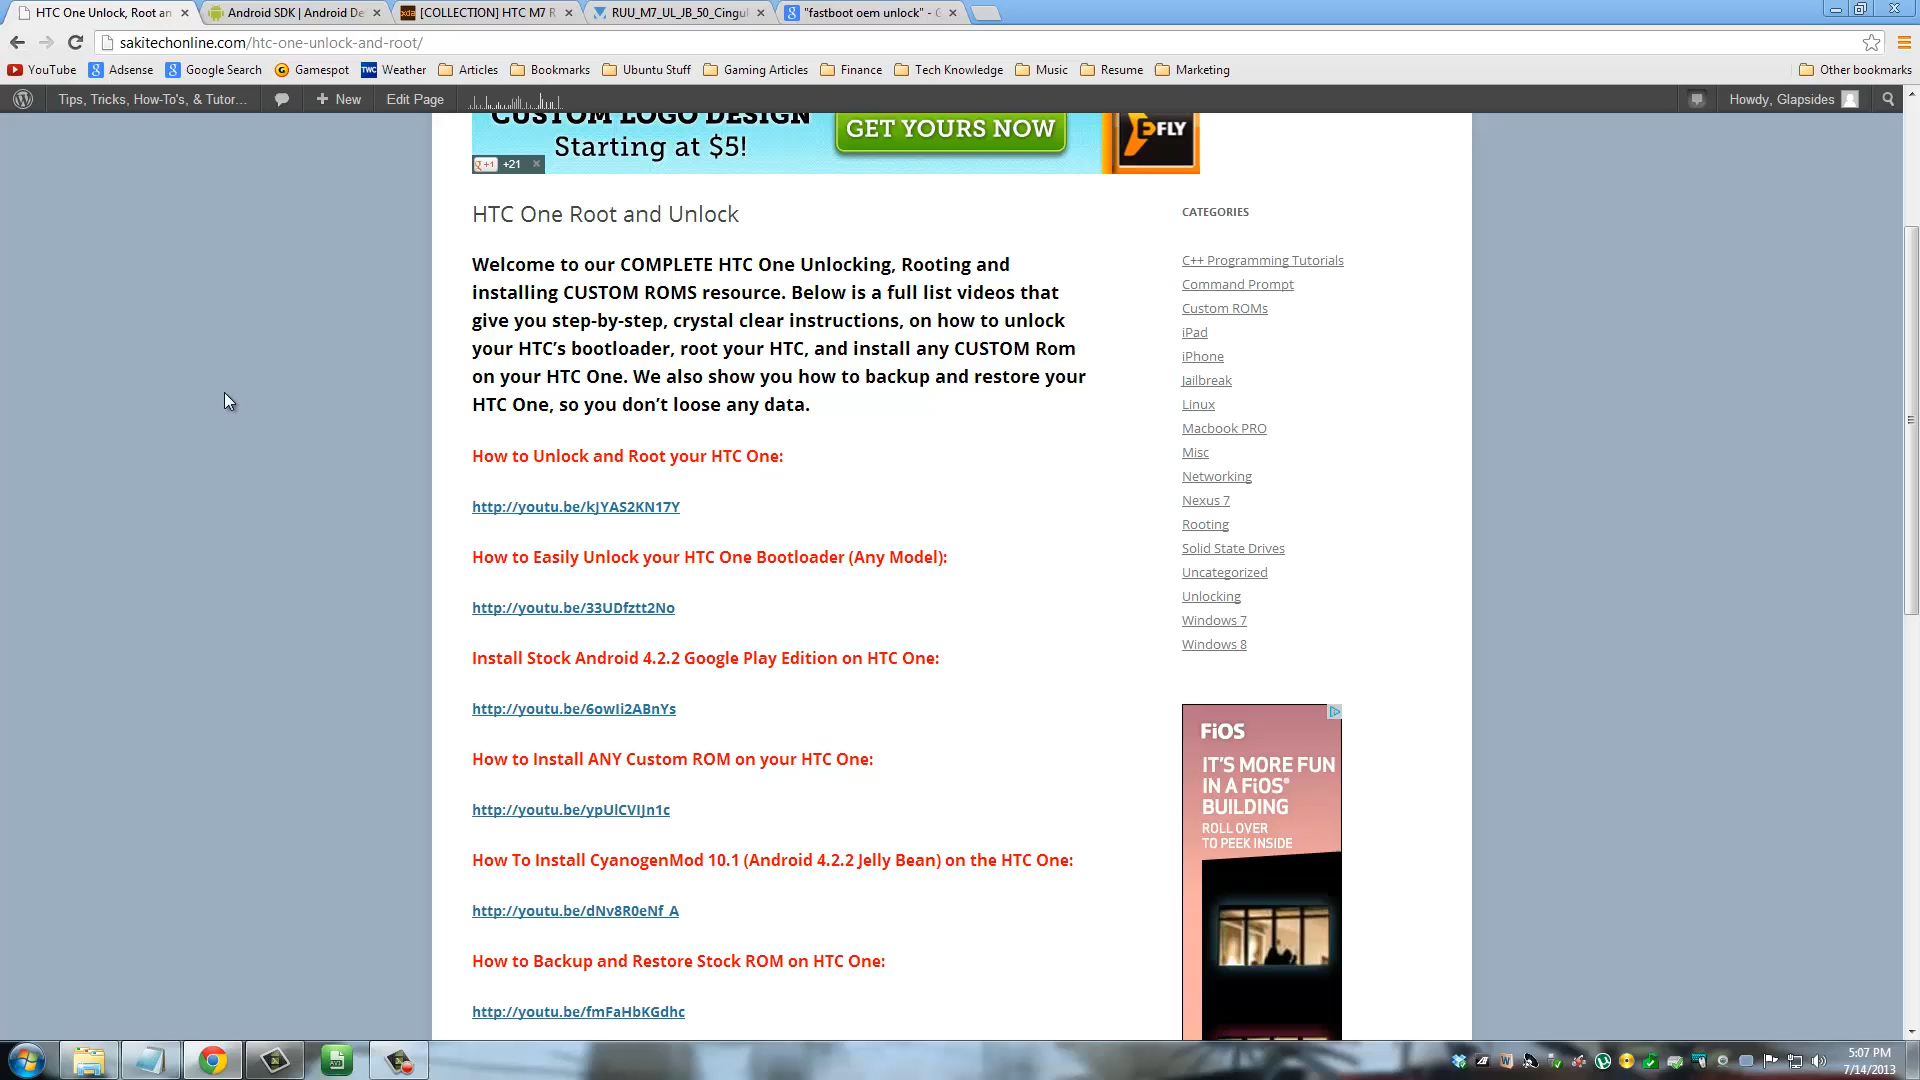 HTC One Unlock, Root an
Android SDK | Android De
[COLLECTION] HTC M7 R
RUU_M7_UL_JB_50_Cingul
"fastboot oem unlock" - G
sakitechonline.com/htc-one-unlock-and-root/
YouTube
Adsense
Google Search
Gamespot
Weather
Articles
Bookmarks
Ubuntu Stuff
Gaming Articles
Finance
Tech Knowledge
Music
Resume
Marketing
Other bookmarks
Tips, Tricks, How-To's, & Tutor...
New
Edit Page
Howdy, Glapsides
CUSTOM LOGO DESIGN
Starting at $5!
GET YOURS NOW
FLY
+1 +21
HTC One Root and Unlock
Welcome to our COMPLETE HTC One Unlocking, Rooting and
installing CUSTOM ROMS resource. Below is a full list videos that
give you step-by-step, crystal clear instructions, on how to unlock
your HTC’s bootloader, root your HTC, and install any CUSTOM Rom
on your HTC One. We also show you how to backup and restore your
HTC One, so you don’t loose any data.
How to Unlock and Root your HTC One:
http://youtu.be/kJYAS2KN17Y
How to Easily Unlock your HTC One Bootloader (Any Model):
http://youtu.be/33UDfztt2No
Install Stock Android 4.2.2 Google Play Edition on HTC One:
http://youtu.be/6owIi2ABnYs
How to Install ANY Custom ROM on your HTC One:
http://youtu.be/ypUlCVIJn1c
How To Install CyanogenMod 10.1 (Android 4.2.2 Jelly Bean) on the HTC One:
http://youtu.be/dNv8R0eNf_A
How to Backup and Restore Stock ROM on HTC One:
http://youtu.be/fmFaHbKGdhc
CATEGORIES
C++ Programming Tutorials
Command Prompt
Custom ROMs
iPad
iPhone
Jailbreak
Linux
Macbook PRO
Misc
Networking
Nexus 7
Rooting
Solid State Drives
Uncategorized
Unlocking
Windows 7
Windows 8
FiOS
IT'S MORE FUN
IN A FiOS®
BUILDING
ROLL OVER
TO PEEK INSIDE
5:07 PM
7/14/2013